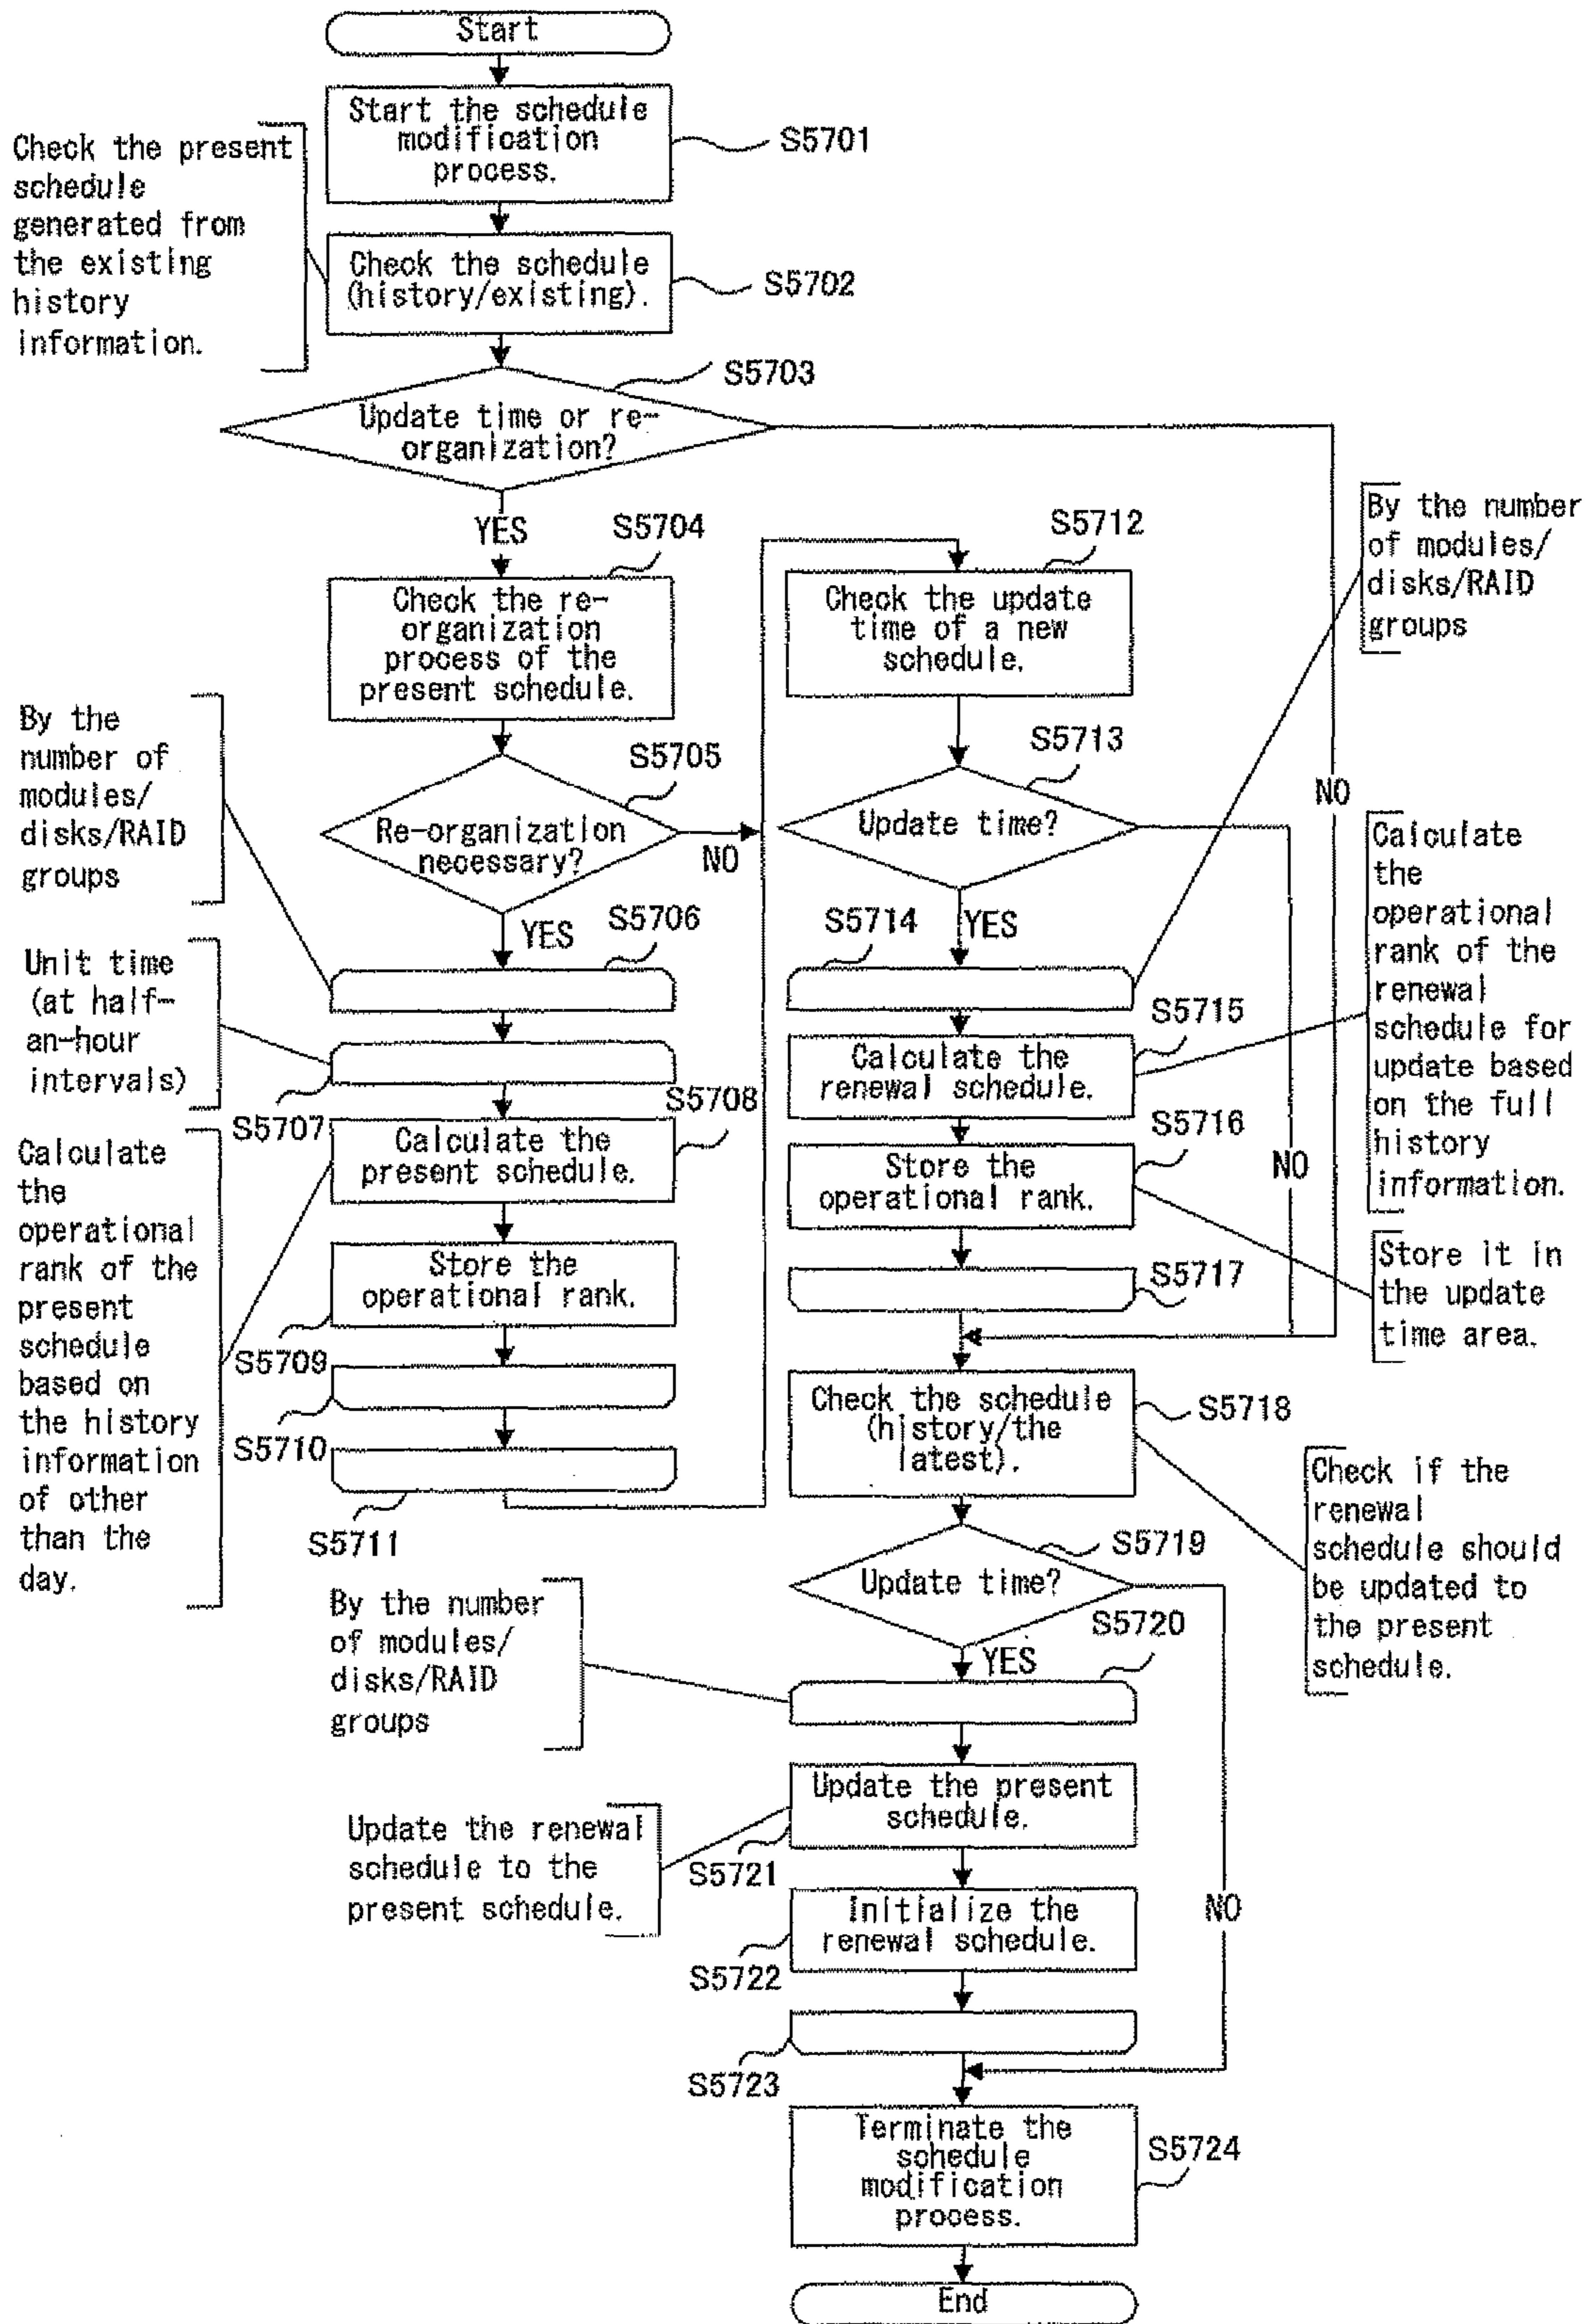 Start
Start the schedule
modification
process.
S5701
Check the present
schedule
generated from
the existing
history
information.
Check the schedule
(history/existing).
S5702
S5703
Update time or re-
organization?
YES
NO
S5704
Check the re-
organization
process of the
present schedule.
S5705
Re-organization
necessary?
NO
YES
By the
number of
modules/
disks/RAID
groups
S5706
Unit time
(at half-
an-hour
intervals)
S5707
S5708
Calculate the
present schedule.
Calculate
the
operational
rank of the
present
schedule
based on
the history
information
of other
than the
day.
Store the
operational rank.
S5709
S5710
S5711
S5712
Check the update
time of a new
schedule.
S5713
Update time?
YES
NO
By the number
of modules/
disks/RAID
groups
S5714
S5715
Calculate the
renewal schedule.
Calculate
the
operational
rank of the
renewal
schedule for
update based
on the full
history
information.
S5716
Store the
operational rank.
Store it in
the update
time area.
S5717
Check the schedule
(history/the
latest).
S5718
Check if the
renewal
schedule should
be updated to
the present
schedule.
S5719
Update time?
YES
NO
By the number
of modules/
disks/RAID
groups
S5720
Update the present
schedule.
S5721
Update the renewal
schedule to the
present schedule.
Initialize the
renewal schedule.
S5722
S5723
Terminate the
schedule
modification
process.
S5724
End